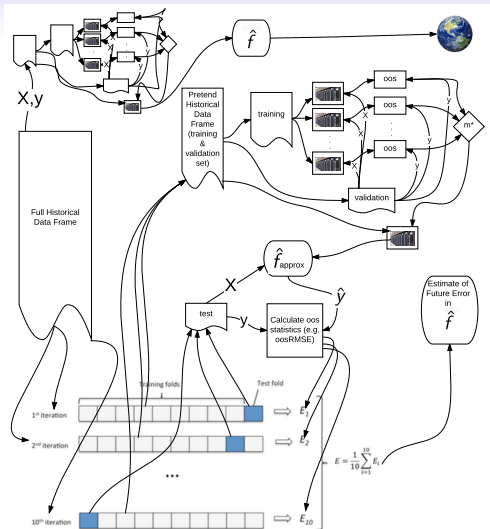 f̂
X,y
X
X
X
y
y
y
Pretend
Historical
Data
Frame
(training
&
validation
set)
training
oos
oos
oos
X
X
X
y
y
y
m*
validation
Full Historical
Data Frame
f̂ approx
X
ŷ
test
y
Calculate oos
statistics (e.g.
oosRMSE)
Estimate of
Future Error
in
f̂
Training folds
Test fold
1st iteration
E1
2nd iteration
E2
...
E = 1/10 ∑ i=1 10 Ei
10th iteration
E10